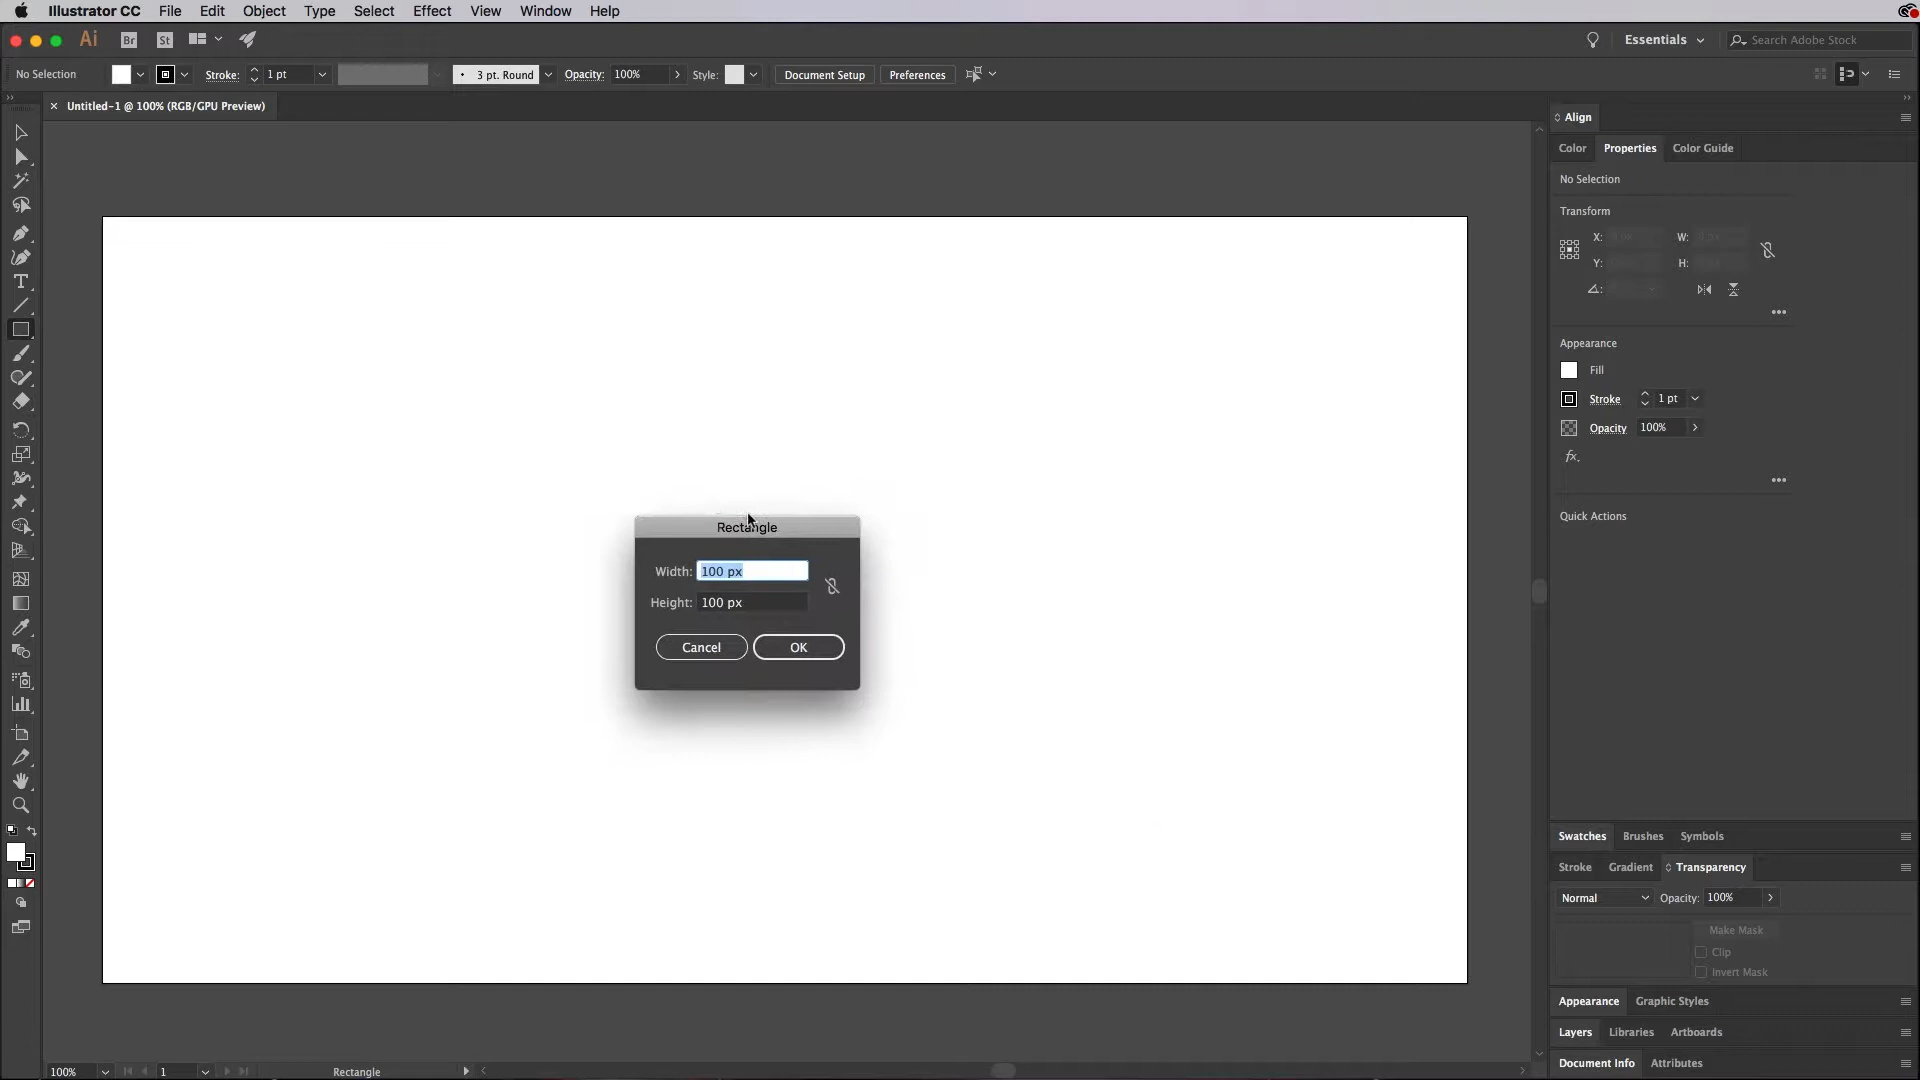 Illustrator CC File Edit Object Type Select Effect View Window Help
Ai Br St Essentials Search Adobe Stock
No Selection Stroke: 1 pt 3 pt. Round Opacity: 100% Style: Document Setup Preferences
× Untitled-1 @ 100% (RGB/GPU Preview)
Align
Color Properties Color Guide
No Selection
Transform
X: W:
Y: H:
Appearance
Fill
Stroke 1 pt
Opacity 100%
fx.
Quick Actions
Rectangle
Width: 100 px
Height: 100 px
Cancel OK
Swatches Brushes Symbols
Stroke Gradient Transparency
Normal Opacity: 100%
Make Mask
Clip
Invert Mask
Appearance Graphic Styles
Layers Libraries Artboards
Document Info Attributes
100% 1 Rectangle